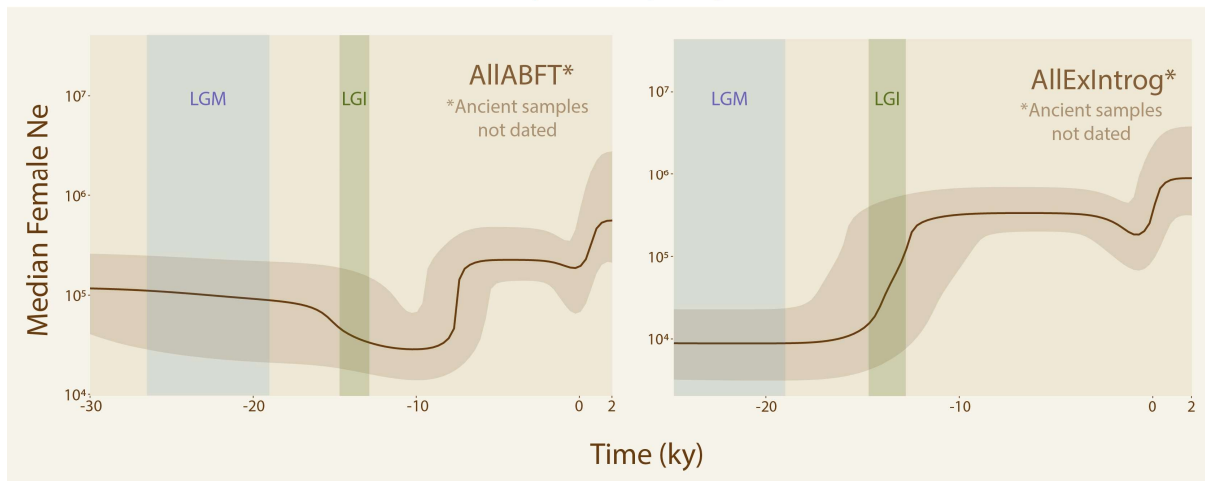 Median Female Ne
10⁷
10⁶
10⁵
10⁴
LGM
LGI
AllABFT*
*Ancient samples
not dated
-30
-20
-10
0
2
10⁷
10⁶
10⁵
10⁴
LGM
LGI
AllExIntrog*
*Ancient samples
not dated
-20
-10
0
2
Time (ky)